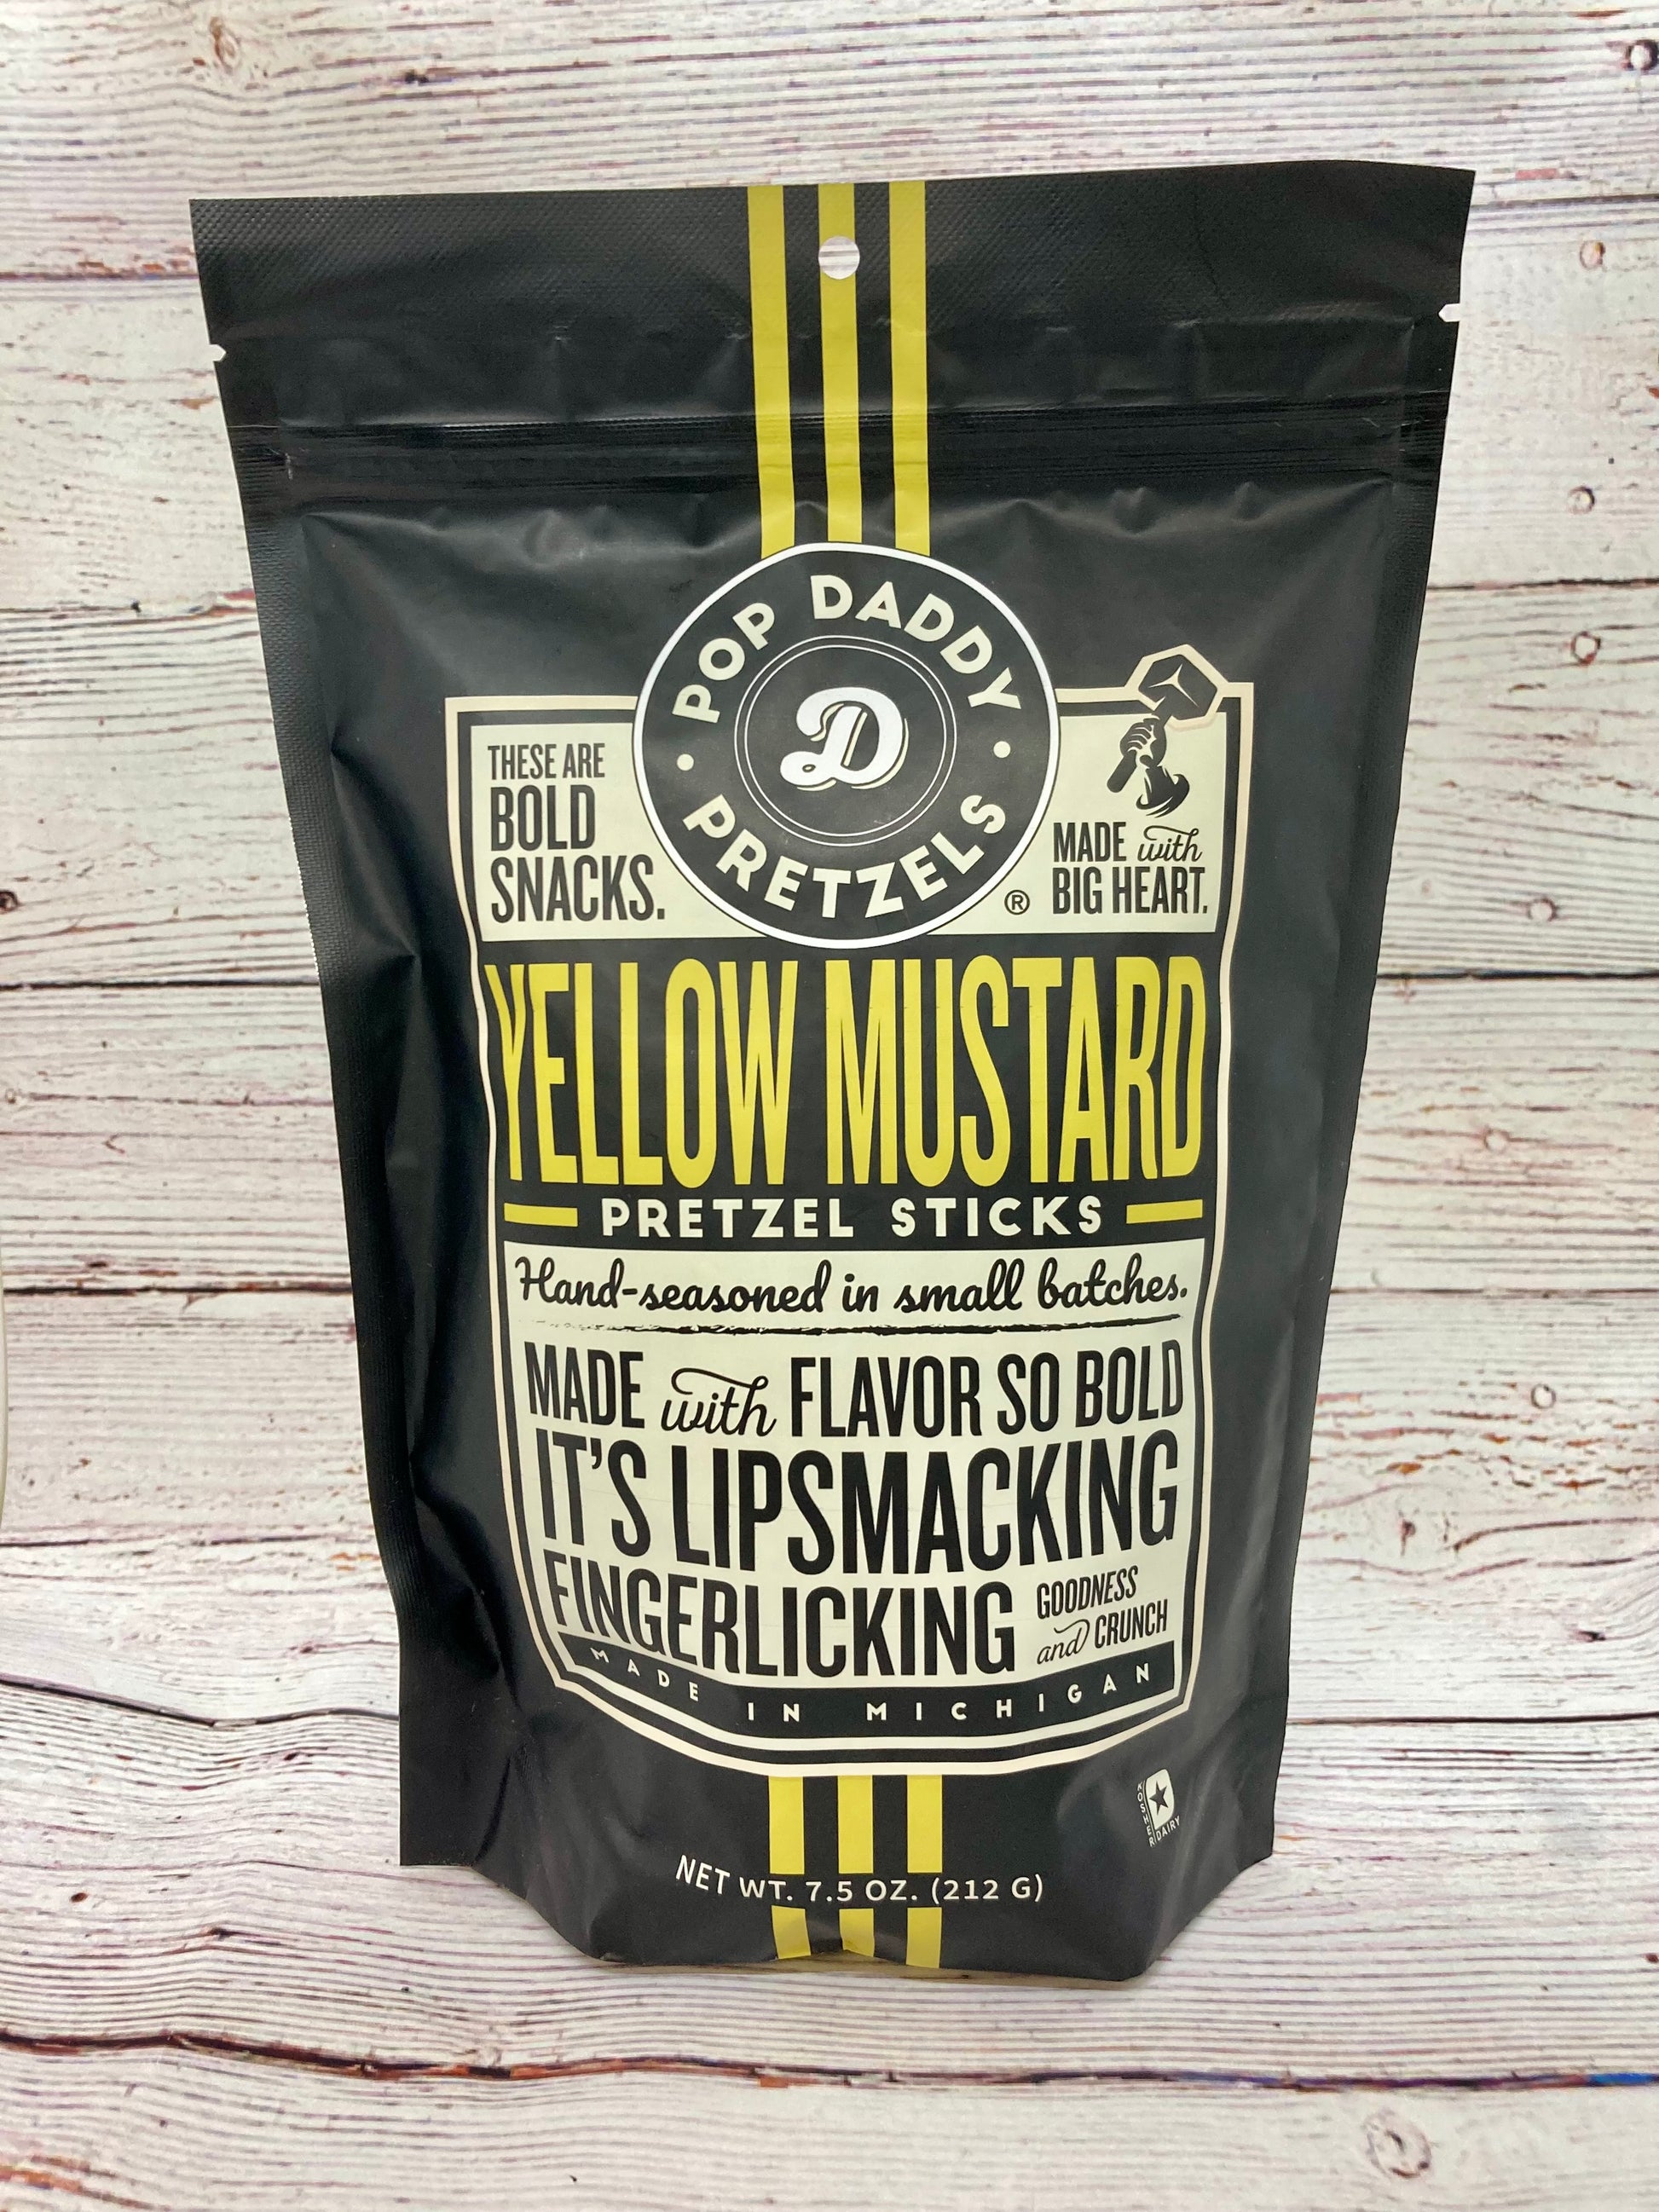 POP DADDY
D
PRETZELS
®
THESE ARE
BOLD
SNACKS.
MADE with
BIG HEART.
YELLOW MUSTARD
PRETZEL STICKS
Hand-seasoned in small batches.
MADE with FLAVOR SO BOLD
IT'S LIPSMACKING
FINGERLICKING
GOODNESS
and CRUNCH
MADE IN MICHIGAN
KOSHER
D
DAIRY
NET WT. 7.5 OZ. (212 G)